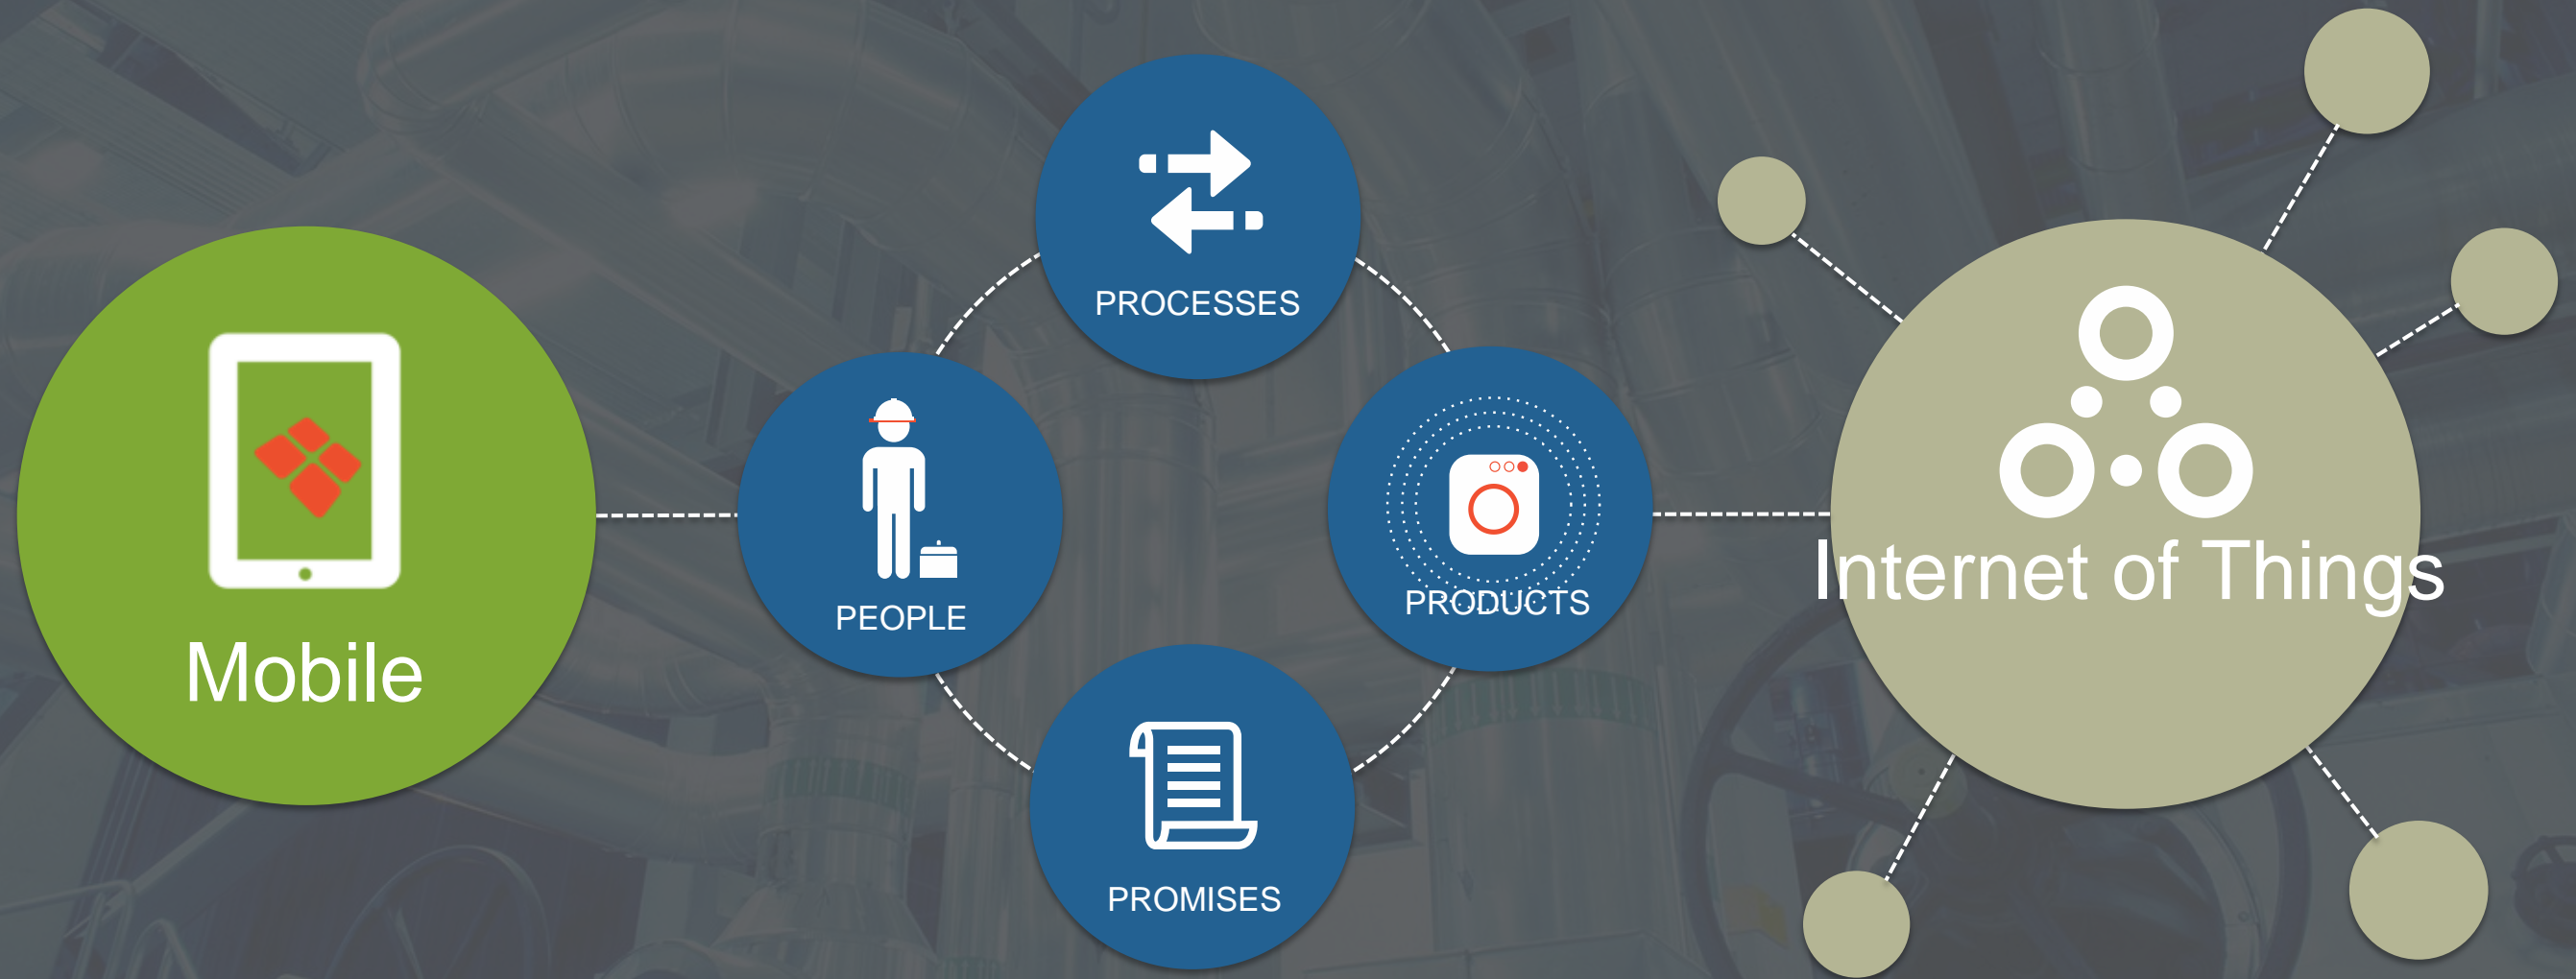 Mobile
PROCESSES
PEOPLE
PRODUCTS
PROMISES
Internet of Things